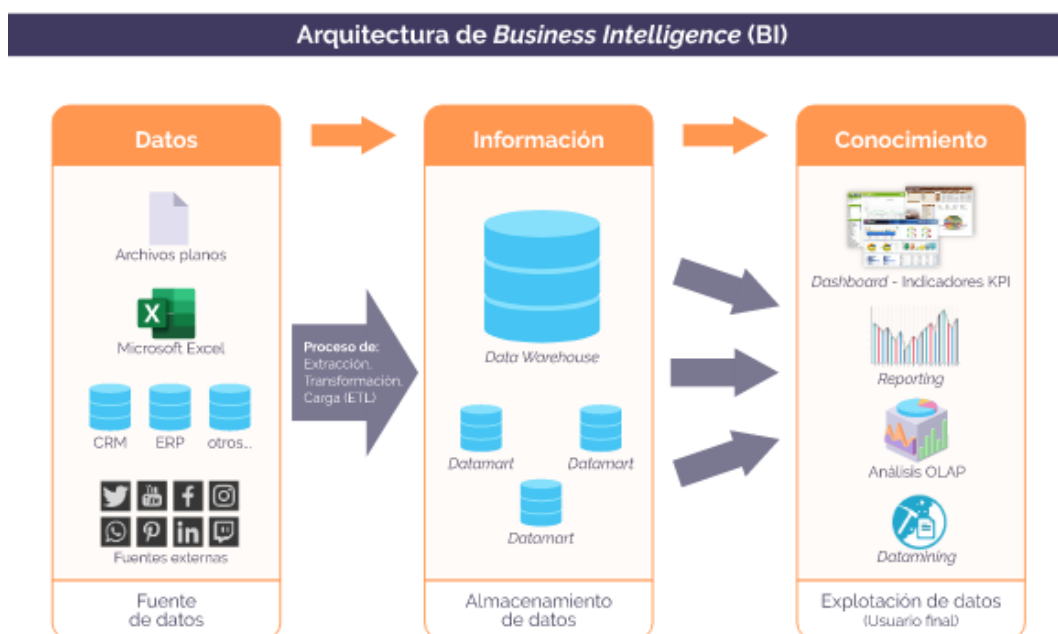 Arquitectura de Business Intelligence (BI)
Datos
Archivos planos
X
Microsoft Excel
CRM
ERP
otros...
Fuentes externas
Fuente
de datos
Proceso de:
Extracción,
Transformación,
Carga (ETL)
Información
Data Warehouse
Datamart
Datamart
Datamart
Almacenamiento
de datos
Conocimiento
Dashboard - Indicadores KPI
Reporting
Análisis OLAP
Datamining
Explotación de datos
(Usuario final)